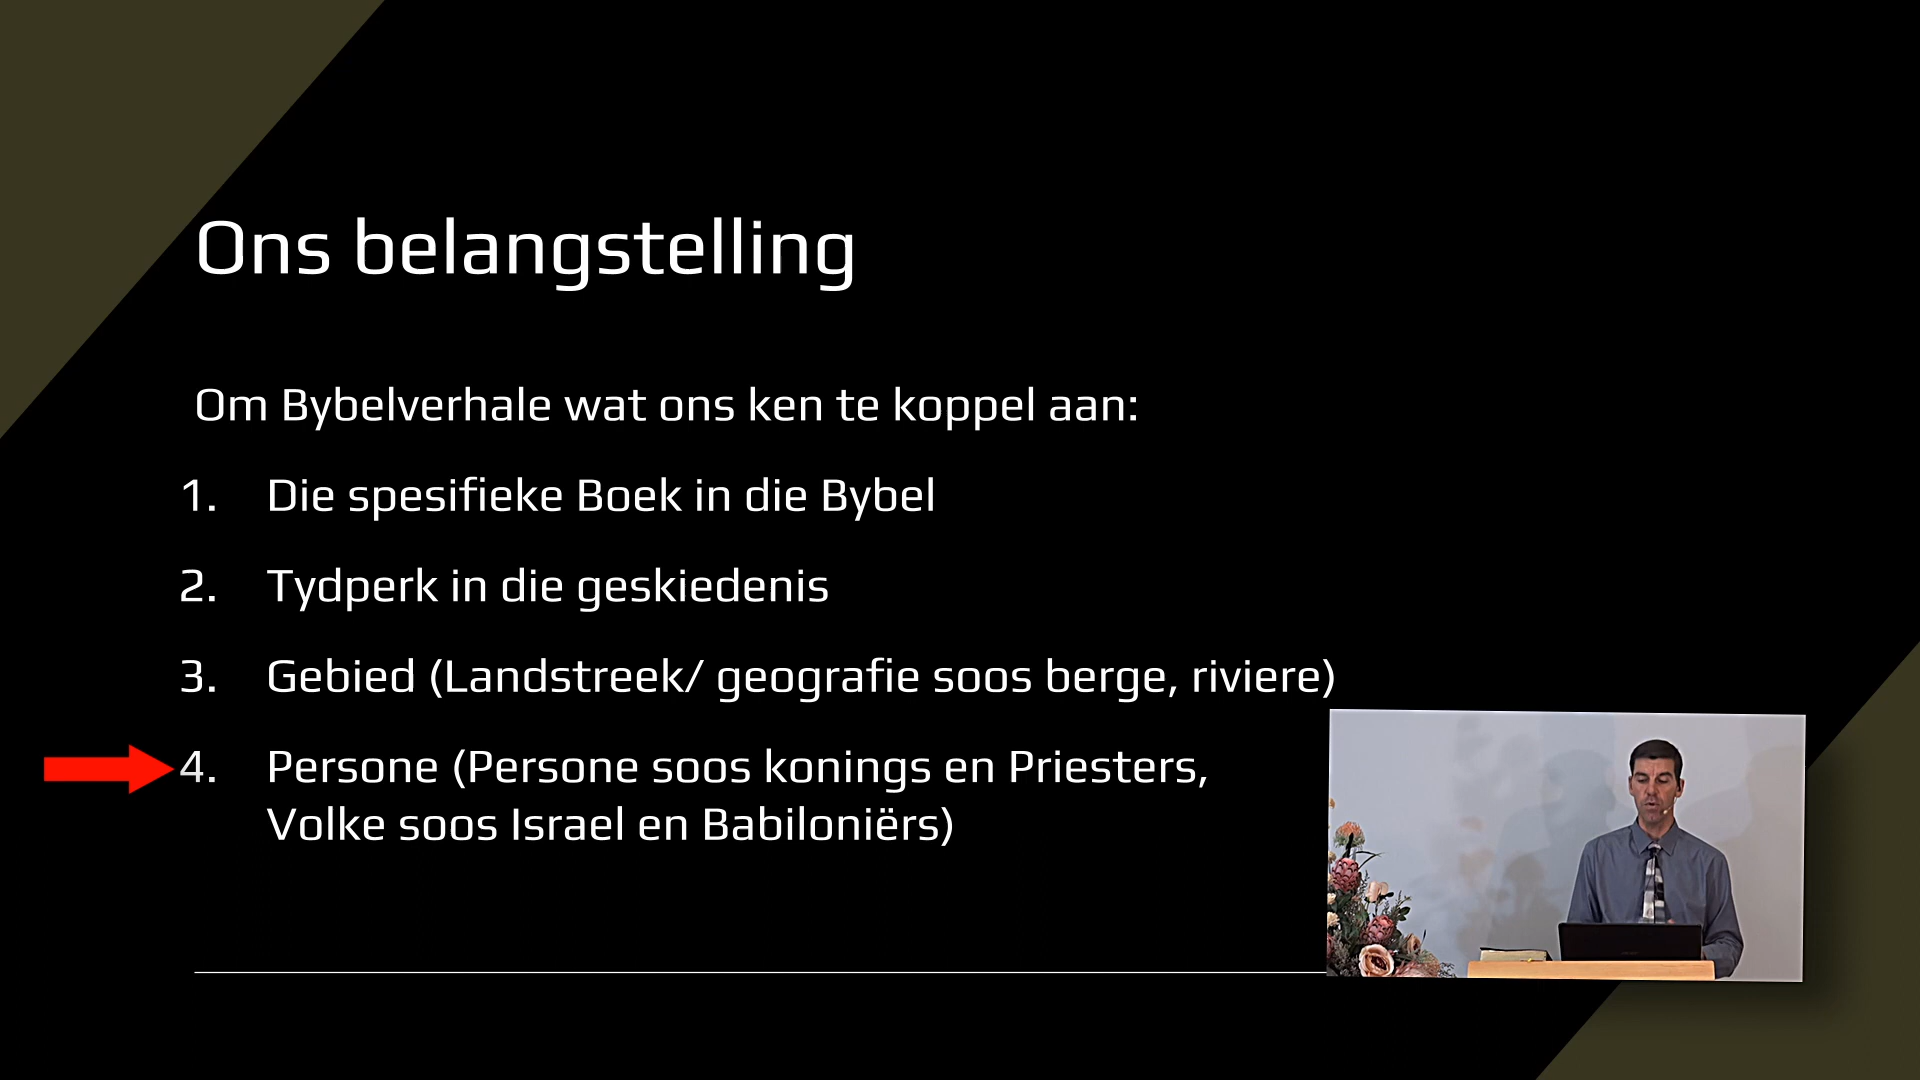 Ons belangstelling
Om Bybelverhale wat ons ken te koppel aan:
1. Die spesifieke Boek in die Bybel
2. Tydperk in die geskiedenis
3. Gebied (Landstreek/ geografie soos berge, riviere)
4. Persone (Persone soos konings en Priesters,
Volke soos Israel en Babiloniërs)